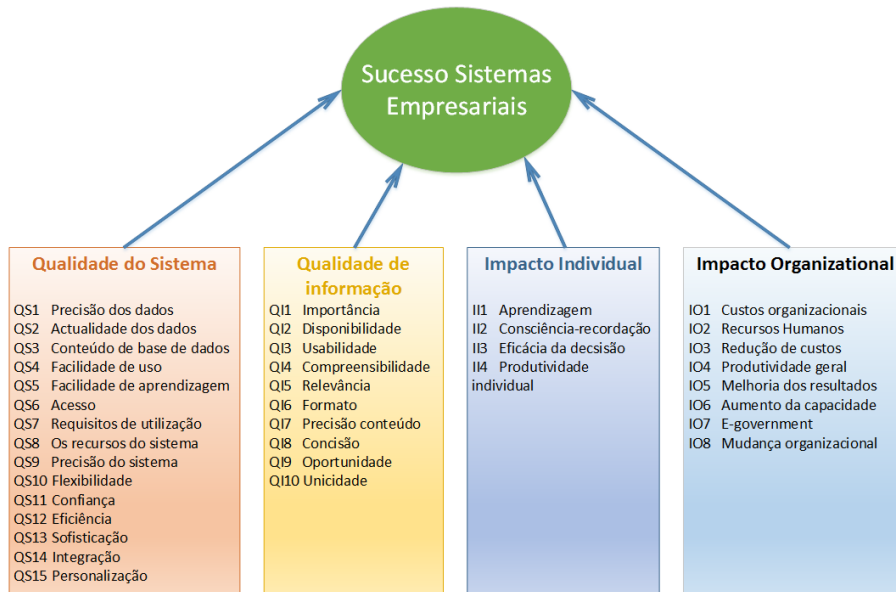 Sucesso Sistemas
Empresariais
Qualidade do Sistema
QS1 Precisão dos dados
QS2 Actualidade dos dados
QS3 Conteúdo de base de dados
QS4 Facilidade de uso
QS5 Facilidade de aprendizagem
QS6 Acesso
QS7 Requisitos de utilização
QS8 Os recursos do sistema
QS9 Precisão do sistema
QS10 Flexibilidade
QS11 Confiança
QS12 Eficiência
QS13 Sofisticação
QS14 Integração
QS15 Personalização
Qualidade de
informação
QI1 Importância
QI2 Disponibilidade
QI3 Usabilidade
QI4 Compreensibilidade
QI5 Relevância
QI6 Formato
QI7 Precisão conteúdo
QI8 Concisão
QI9 Oportunidade
QI10 Unicidade
Impacto Individual
II1 Aprendizagem
II2 Consciência-recordação
II3 Eficácia da decsisão
II4 Produtividade
individual
Impacto Organizational
IO1 Custos organizacionais
IO2 Recursos Humanos
IO3 Redução de custos
IO4 Produtividade geral
IO5 Melhoria dos resultados
IO6 Aumento da capacidade
IO7 E-government
IO8 Mudança organizacional